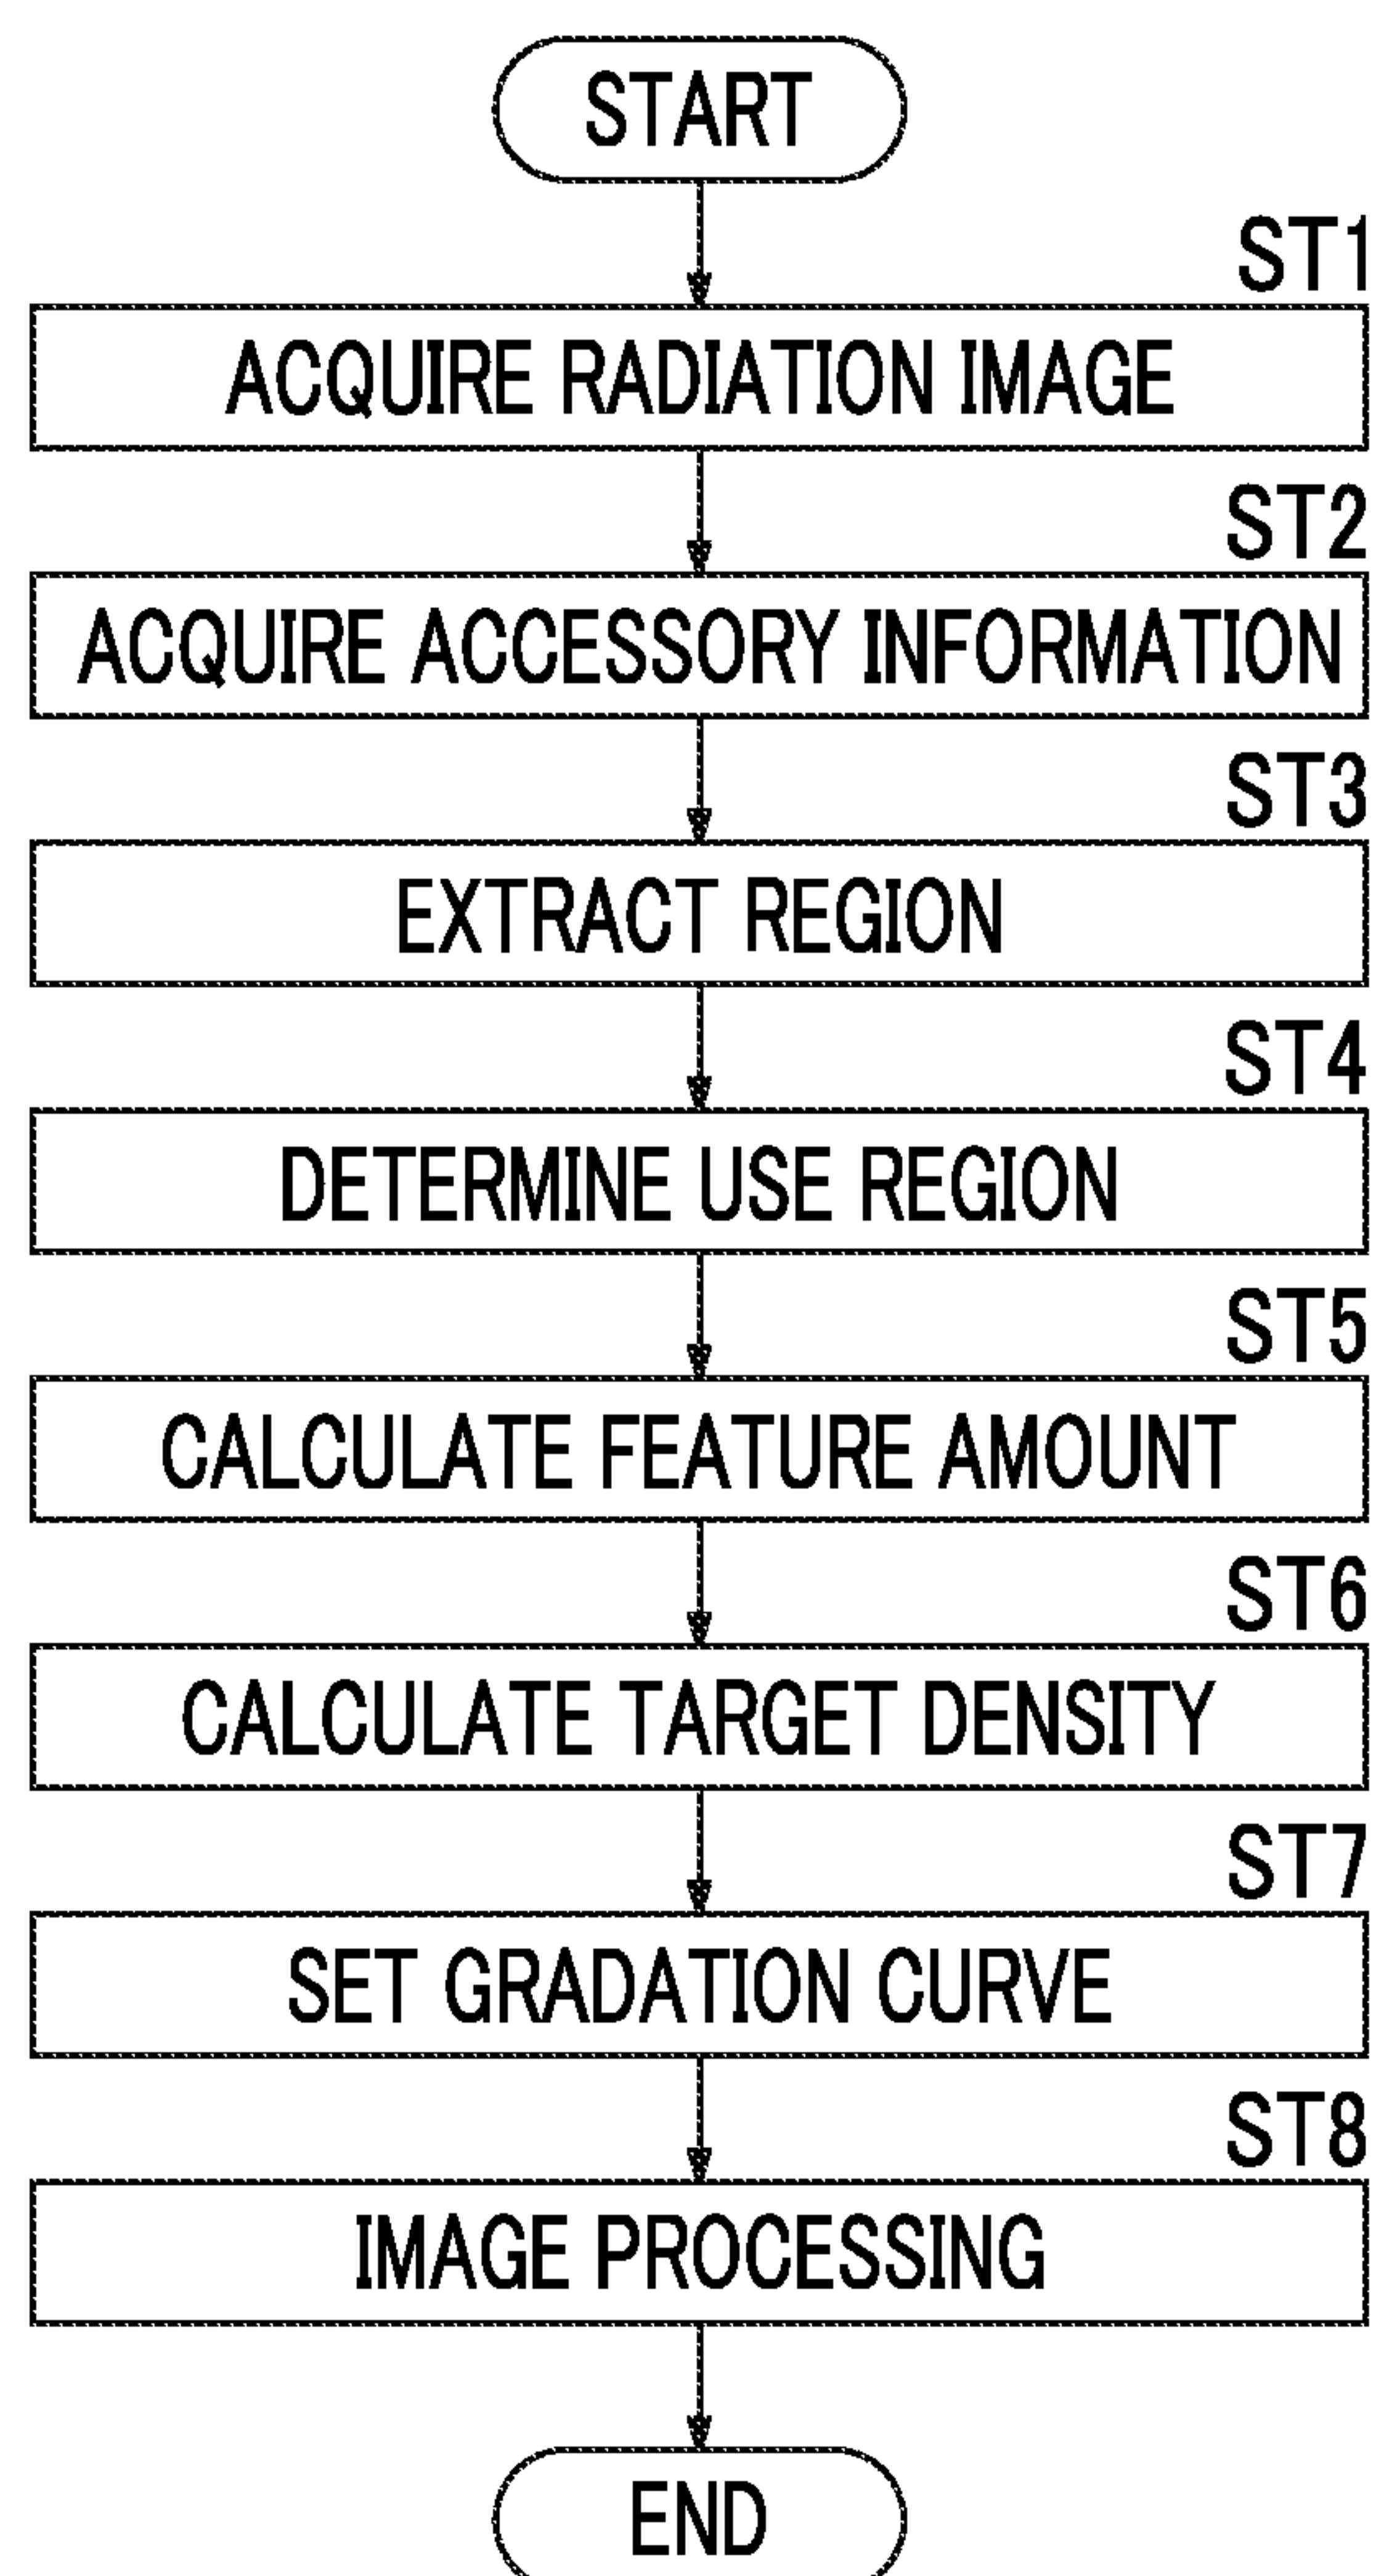 START
ST1
ACQUIRE RADIATION IMAGE
ST2
ACQUIRE ACCESSORY INFORMATION
ST3
EXTRACT REGION
ST4
DETERMINE USE REGION
ST5
CALCULATE FEATURE AMOUNT
ST6
CALCULATE TARGET DENSITY
ST7
SET GRADATION CURVE
ST8
IMAGE PROCESSING
END